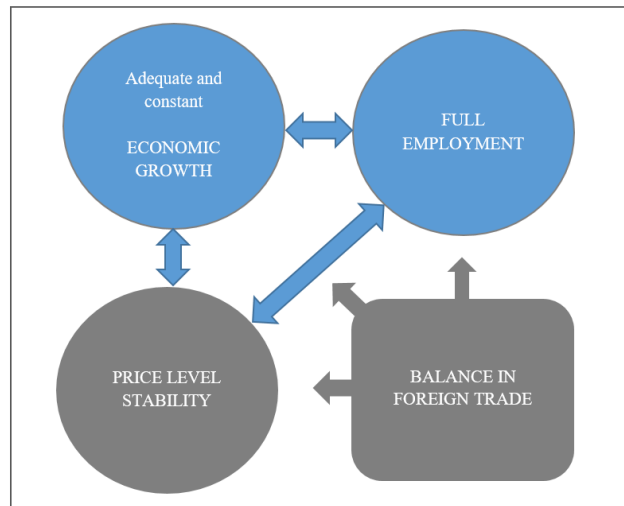 Adequate and
constant
ECONOMIC
GROWTH
FULL
EMPLOYMENT
PRICE LEVEL
STABILITY
BALANCE IN
FOREIGN TRADE